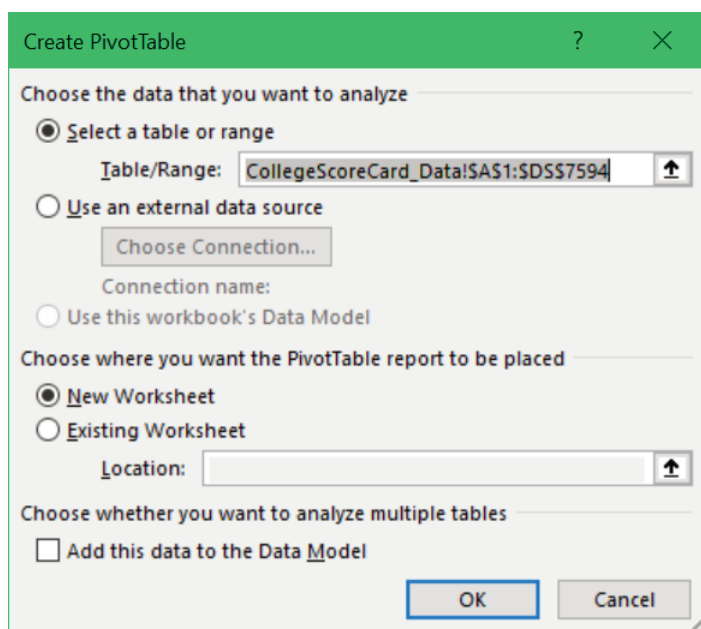 Create PivotTable ?
Choose the data that you want to analyze
Select a table or range
Table/Range: CollegeScoreCard_Data!$A$1:$DS$7594
Use an external data source
Choose Connection...
Connection name:
Use this workbook's Data Model
Choose where you want the PivotTable report to be placed
New Worksheet
Existing Worksheet
Location:
Choose whether you want to analyze multiple tables
Add this data to the Data Model
OK Cancel